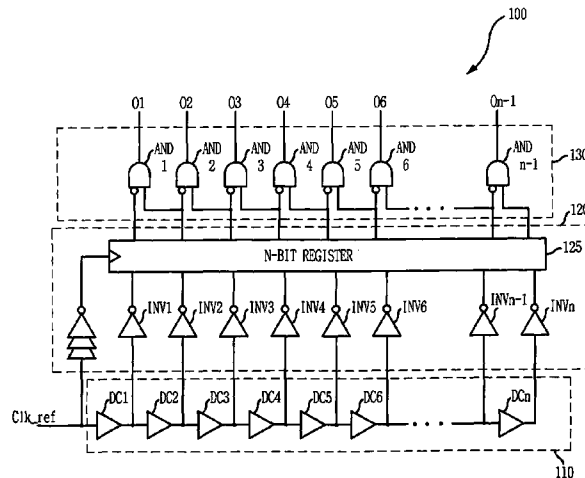 100
O1 O2 O3 O4 O5 O6 On-1
AND 1 AND 2 AND 3 AND 4 AND 5 AND 6 AND n-1
130
120
N-BIT REGISTER
125
INV1 INV2 INV3 INV4 INV5 INV6 INVn-1 INVn
DC1 DC2 DC3 DC4 DC5 DC6 DCn
Clk_ref
110